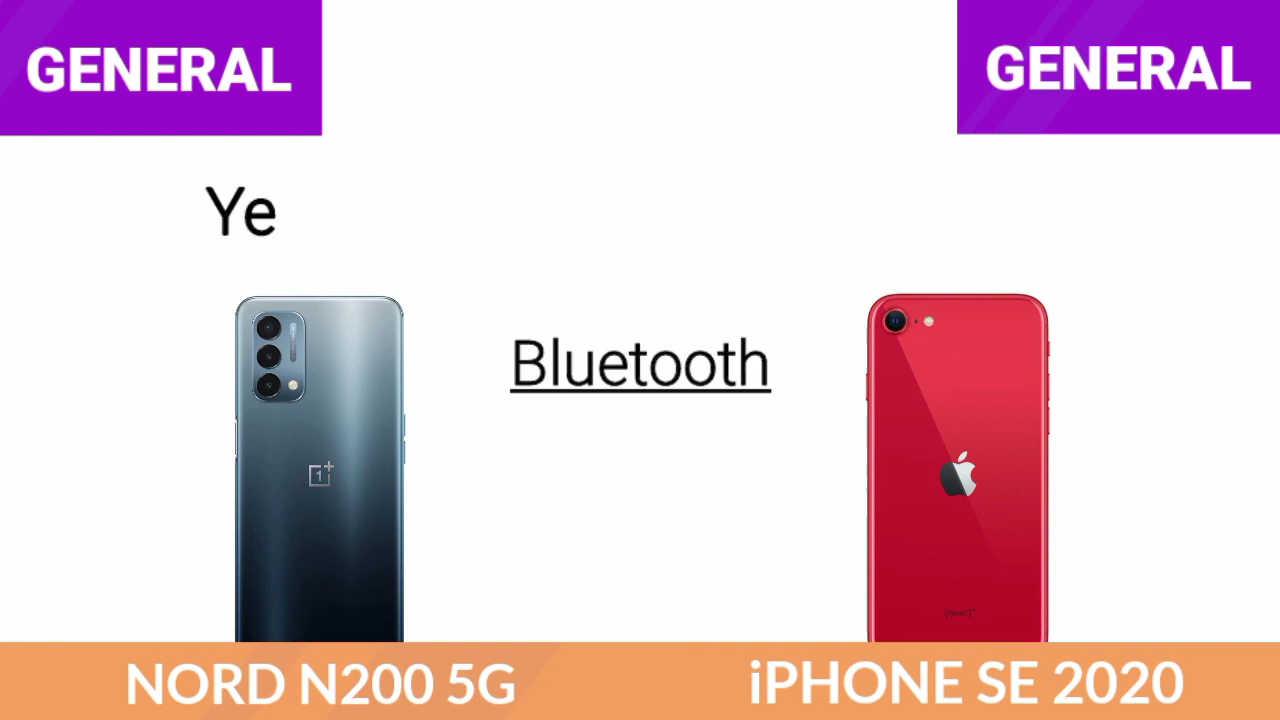 GENERAL
GENERAL
Ye
Bluetooth
NORD N200 5G
iPHONE SE 2020